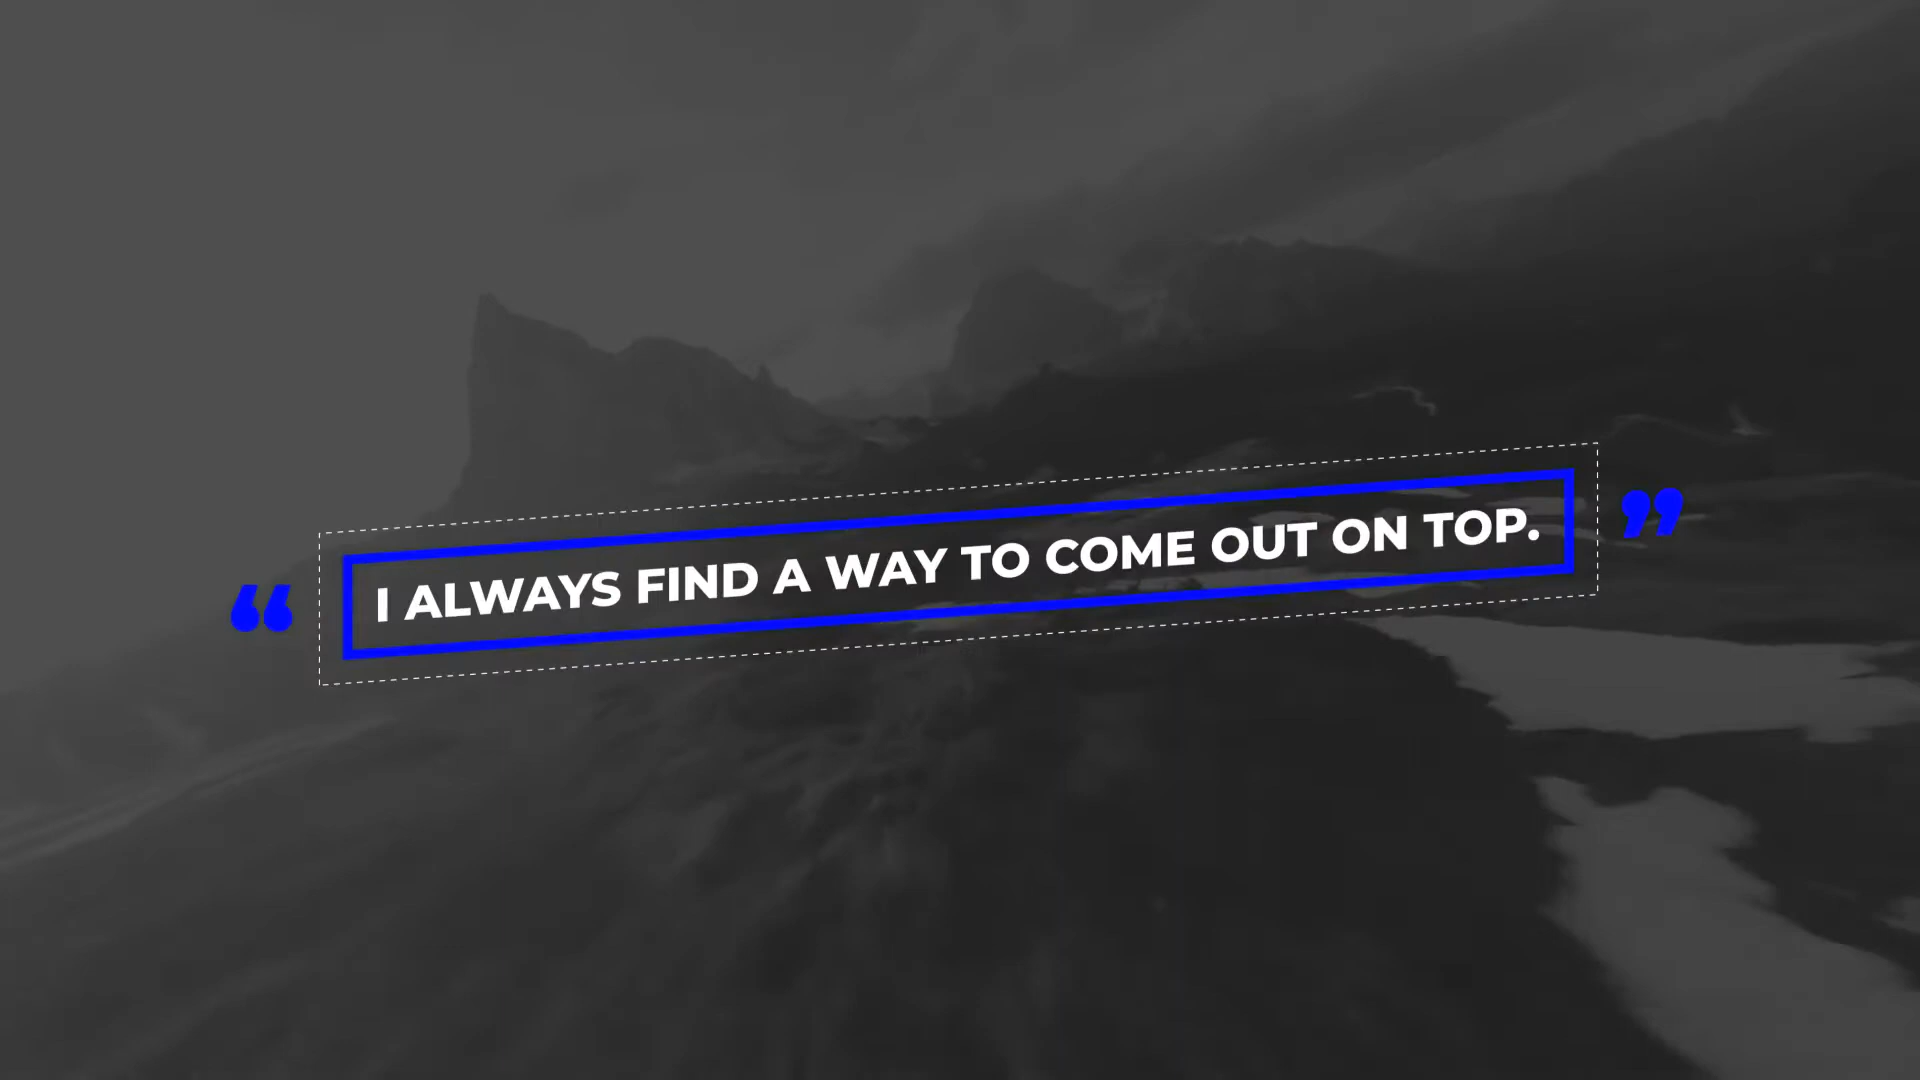 “ I ALWAYS FIND A WAY TO COME OUT ON TOP. ”